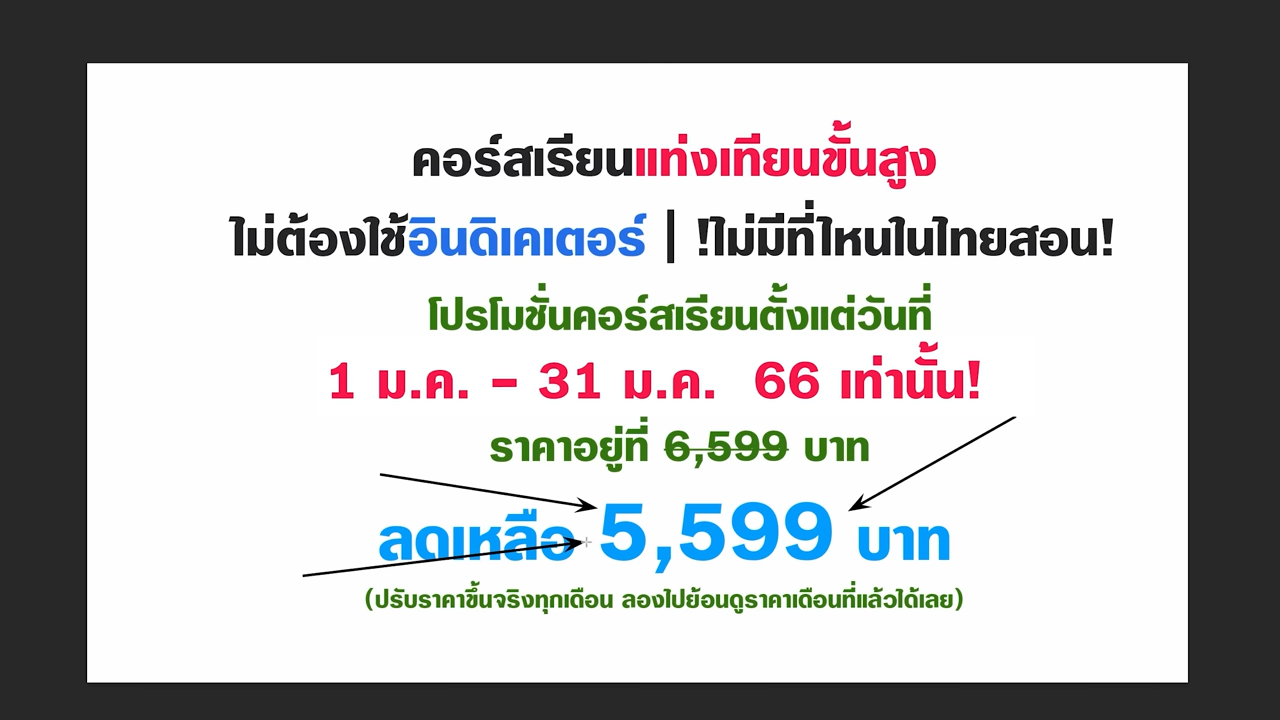 คอร์สเรียนแท่งเทียนขั้นสูง
ไม่ต้องใช้อินดิเคเตอร์ | !ไม่มีที่ไหนในไทยสอน!
โปรโมชั่นคอร์สเรียนตั้งแต่วันที่
1 ม.ค. – 31 ม.ค. 66 เท่านั้น!
ราคาอยู่ที่ 6,599 บาท
ลดเหลือ 5,599 บาท
(ปรับราคาขึ้นจริงทุกเดือน ลองไปย้อนดูราคาเดือนที่แล้วได้เลย)